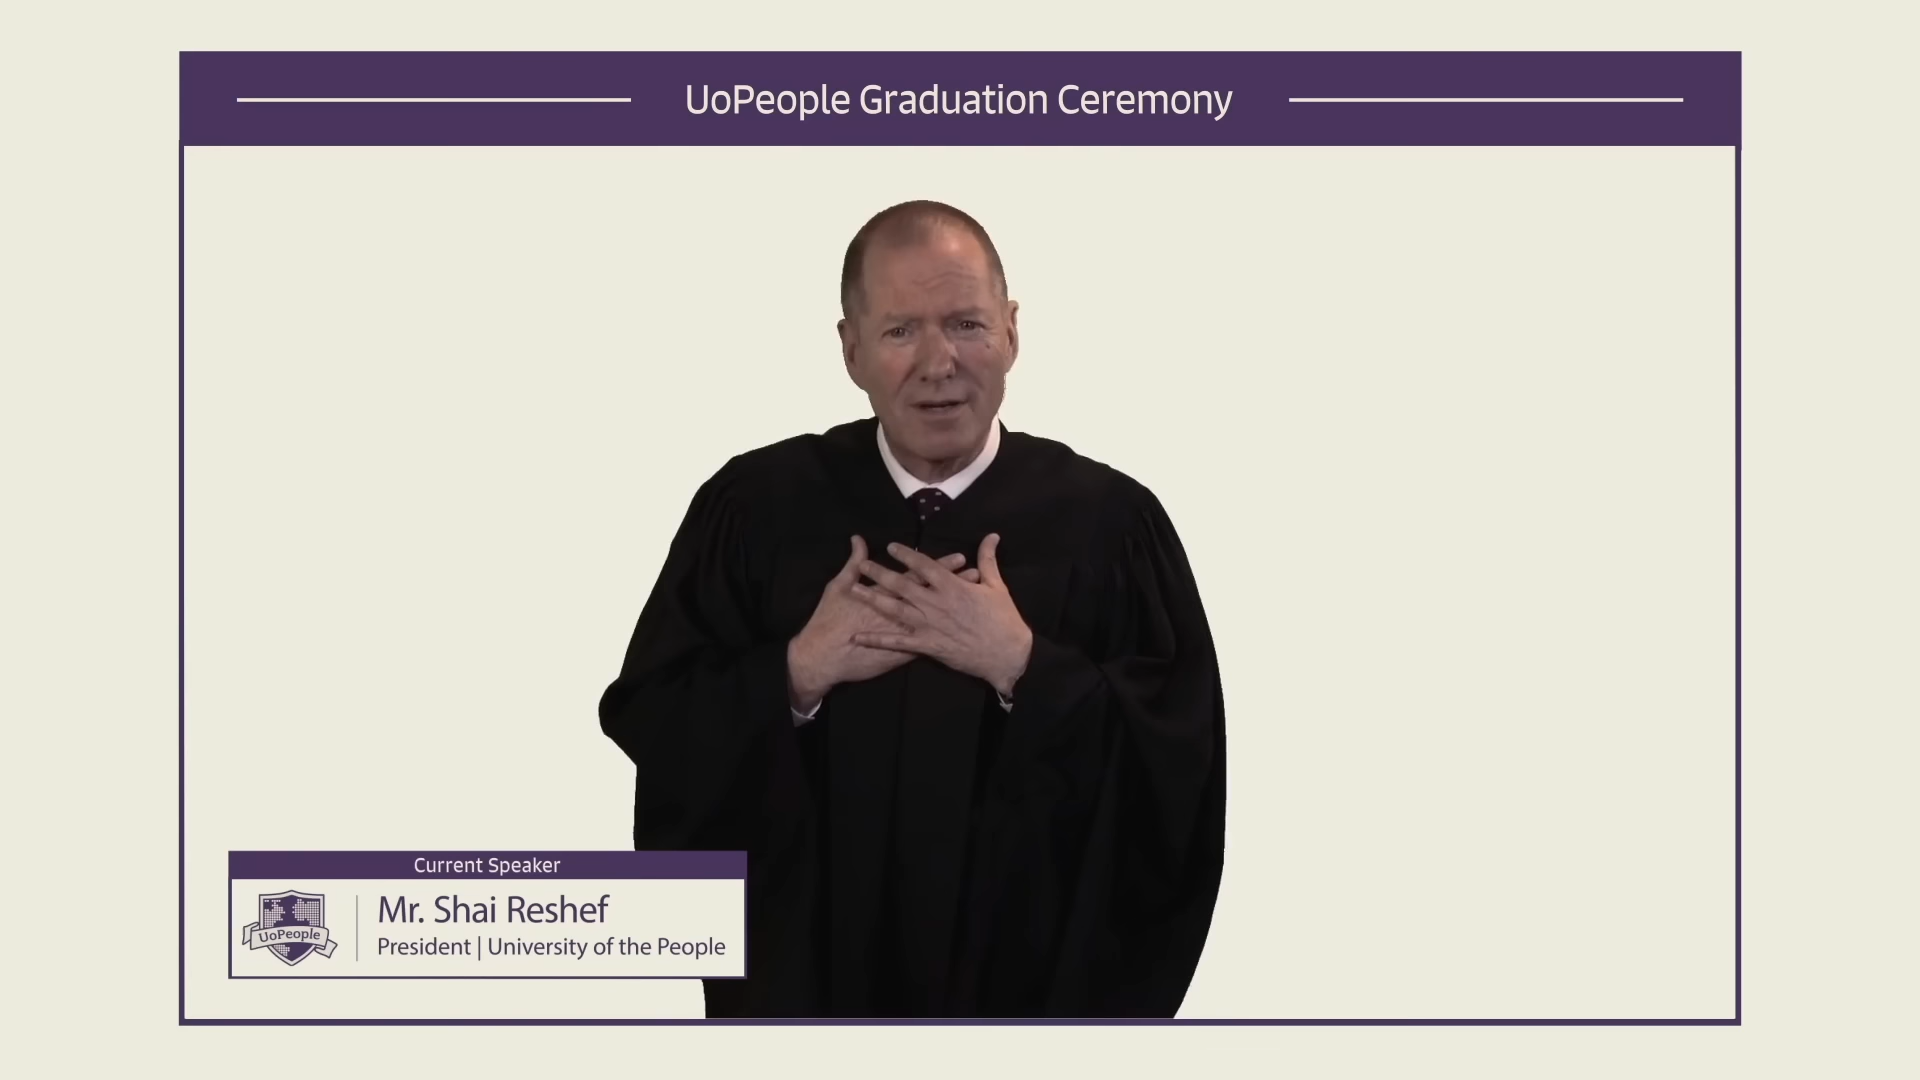 UoPeople Graduation Ceremony
Current Speaker
UoPeople
Mr. Shai Reshef
President | University of the People